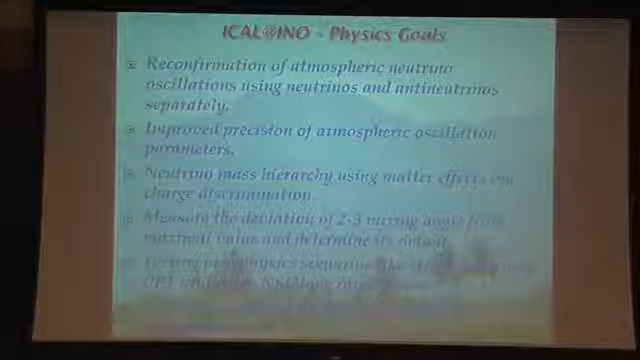 ICAL@INO - Physics Goals
Reconfirmation of atmospheric neutrino
oscillations using neutrinos and antineutrinos
separately.
Improved precision of atmospheric oscillation
parameters.
Neutrino mass hierarchy using matter effects
charge discrimination.
Measure the deviation of 2-3 mixing angle from
maximal value and determine its octant